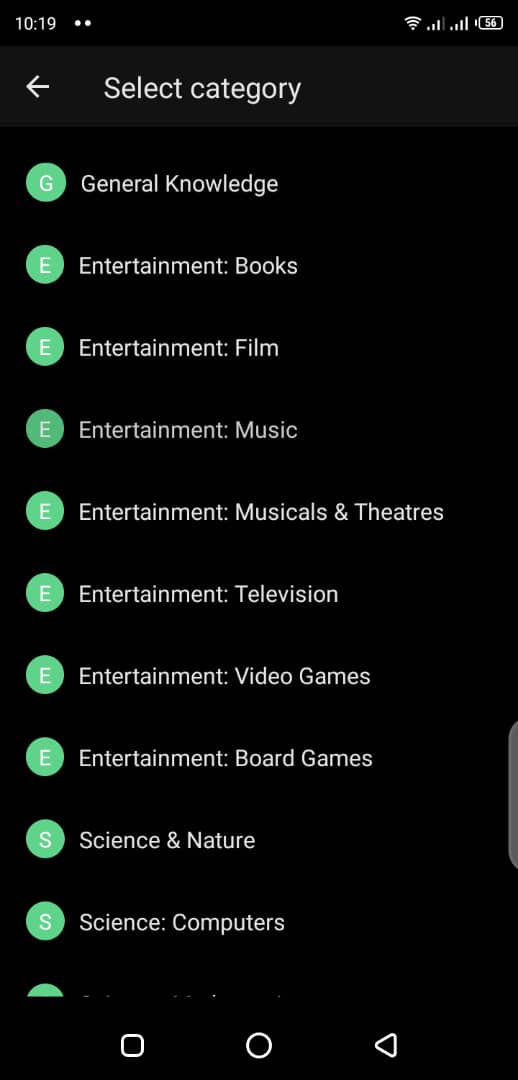 10:19
56
Select category
G General Knowledge
E Entertainment: Books
E Entertainment: Film
E Entertainment: Music
E Entertainment: Musicals & Theatres
E Entertainment: Television
E Entertainment: Video Games
E Entertainment: Board Games
S Science & Nature
S Science: Computers